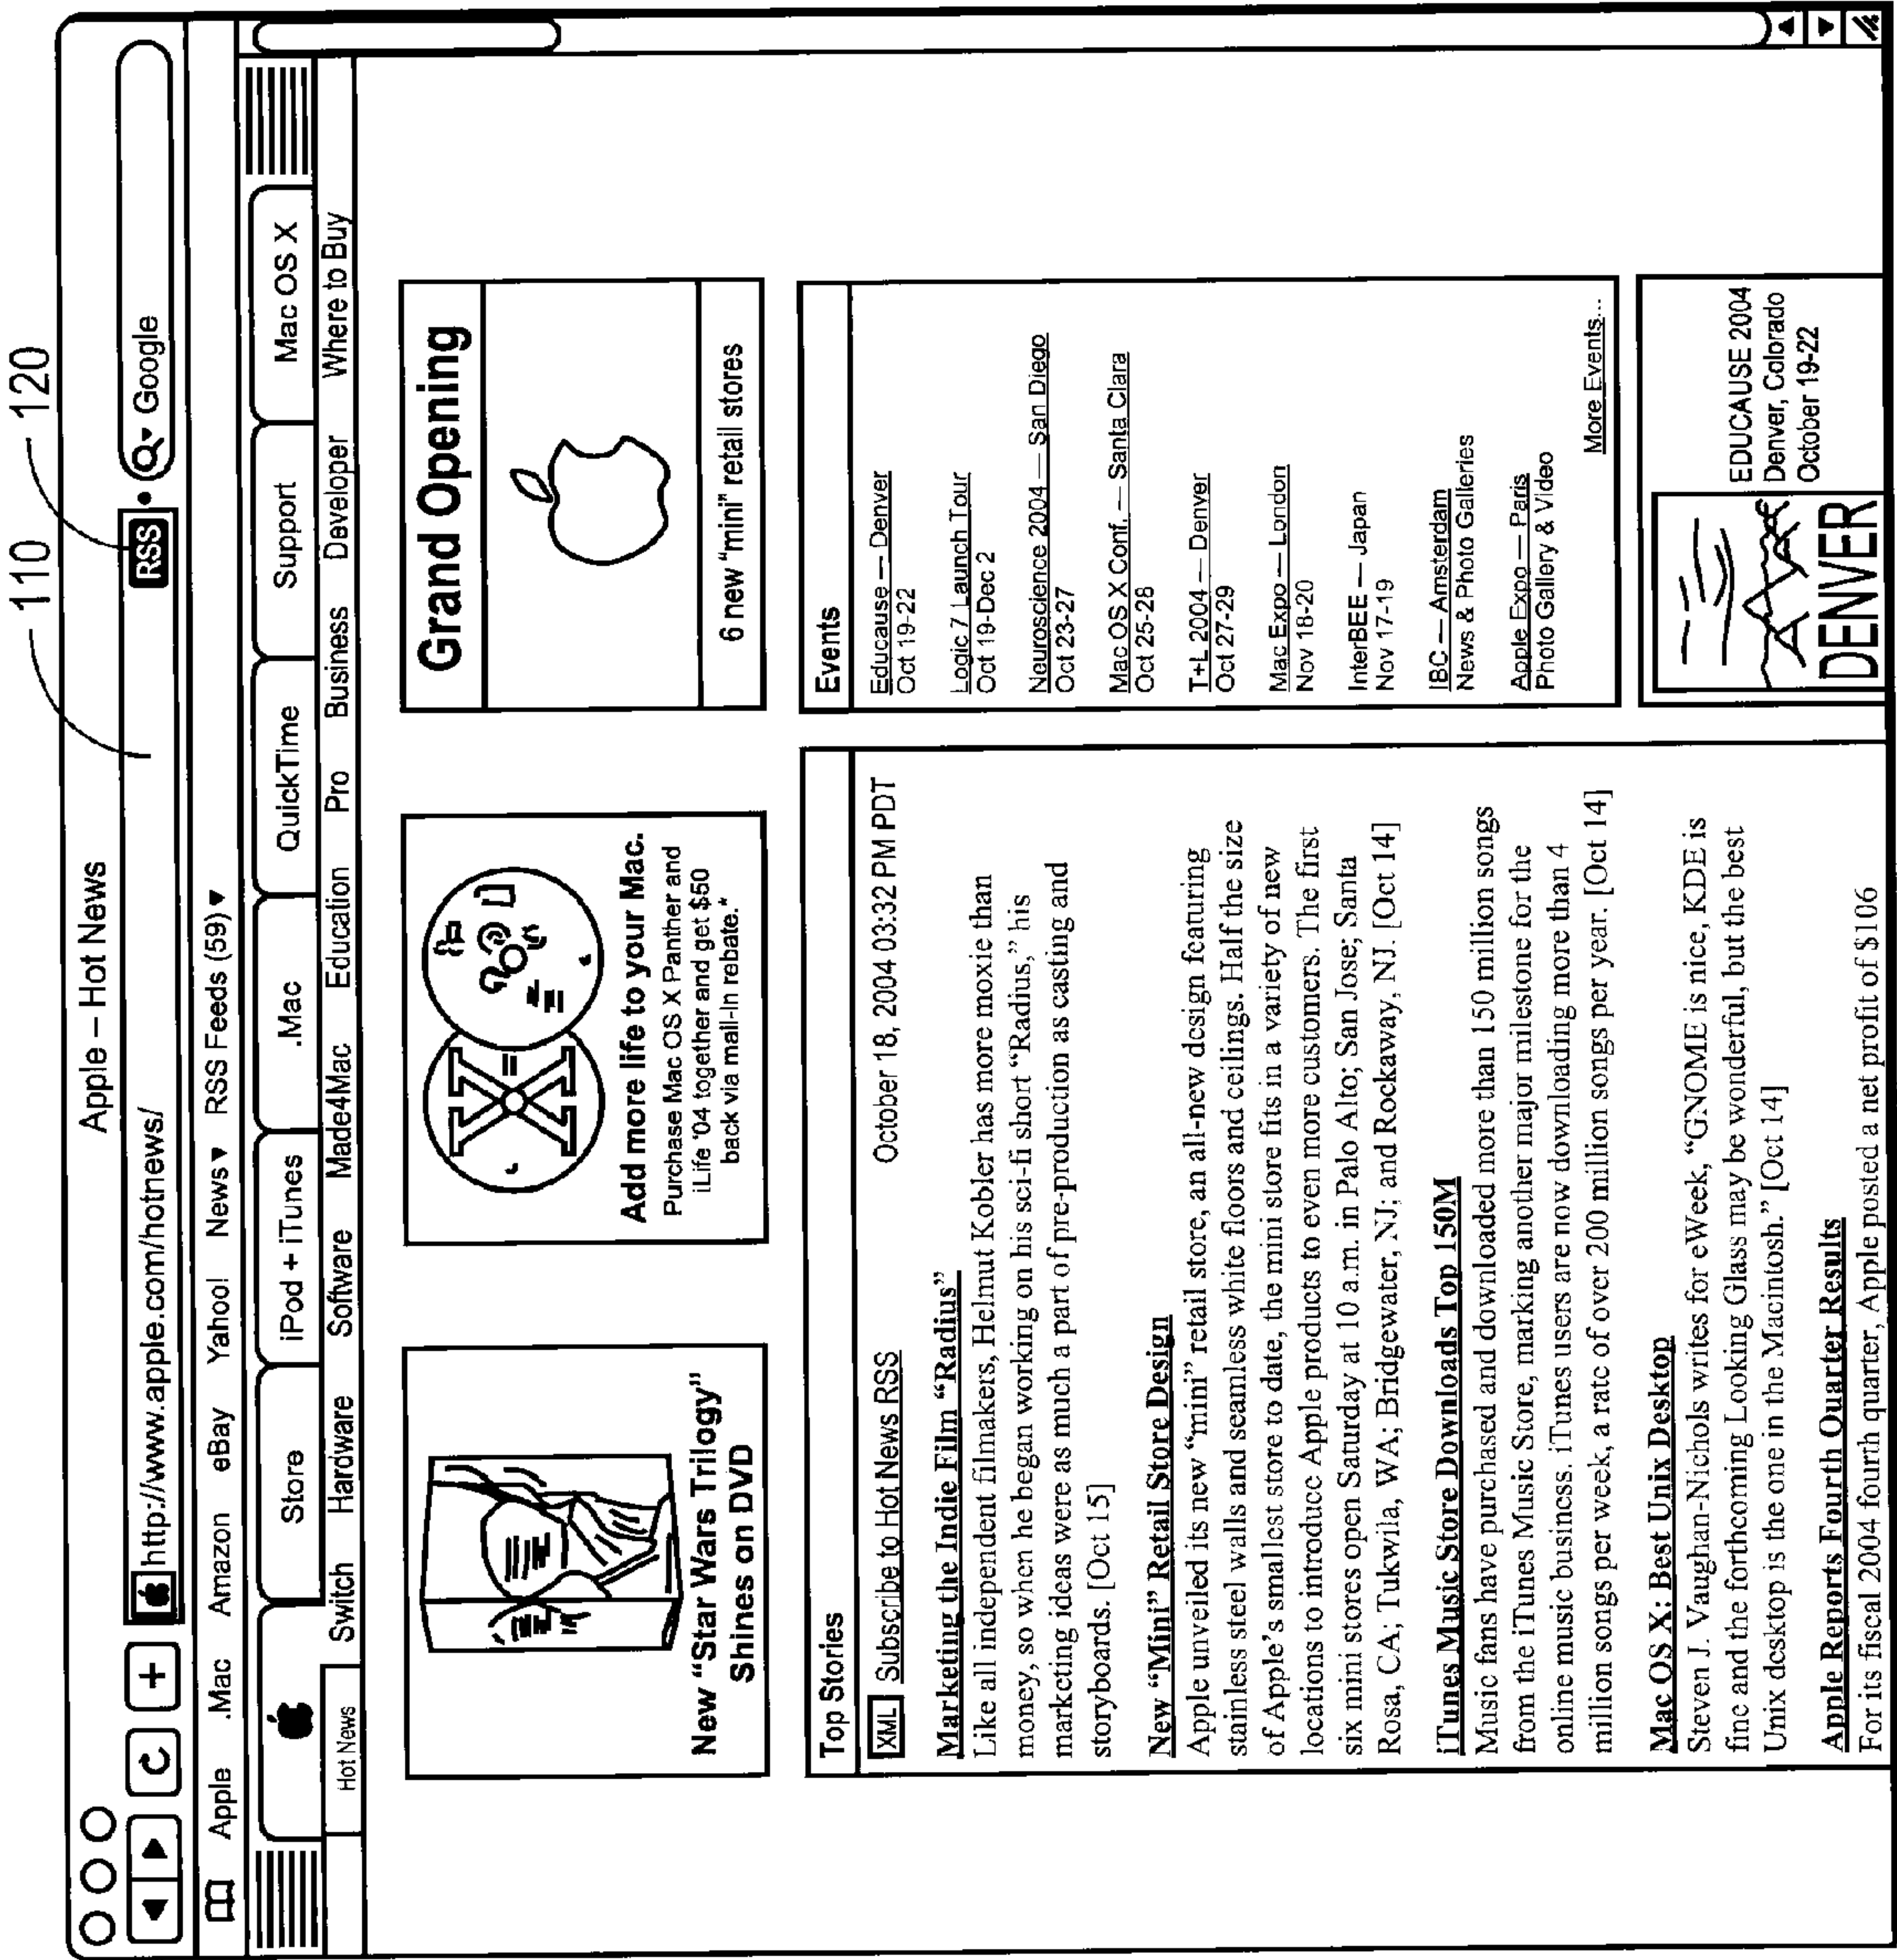 110
120
Apple – Hot News
http://www.apple.com/hotnews/
RSS
Google
Apple .Mac Amazon eBay Yahoo! News RSS Feeds (59)
Store iPod + iTunes .Mac QuickTime Support Mac OS X
Hot News Switch Hardware Software Made4Mac Education Pro Business Developer Where to Buy
New “Star Wars Trilogy”
Shines on DVD
X
Add more life to your Mac.
Purchase Mac OS X Panther and
iLife '04 together and get $50
back via mail-in rebate.*
Grand Opening
6 new “mini” retail stores
Top Stories
XML Subscribe to Hot News RSS October 18, 2004 03:32 PM PDT
Marketing the Indie Film “Radius”
Like all independent filmakers, Helmut Kobler has more moxie than
money, so when he began working on his sci-fi short “Radius,” his
marketing ideas were as much a part of pre-production as casting and
storyboards. [Oct 15]
New “Mini” Retail Store Design
Apple unveiled its new “mini” retail store, an all-new design featuring
stainless steel walls and seamless white floors and ceilings. Half the size
of Apple’s smallest store to date, the mini store fits in a variety of new
locations to introduce Apple products to even more customers. The first
six mini stores open Saturday at 10 a.m. in Palo Alto; San Jose; Santa
Rosa, CA; Tukwila, WA; Bridgewater, NJ; and Rockaway, NJ. [Oct 14]
iTunes Music Store Downloads Top 150M
Music fans have purchased and downloaded more than 150 million songs
from the iTunes Music Store, marking another major milestone for the
online music business. iTunes users are now downloading more than 4
million songs per week, a rate of over 200 million songs per year. [Oct 14]
Mac OS X: Best Unix Desktop
Steven J. Vaughan-Nichols writes for eWeek, “GNOME is nice, KDE is
fine and the forthcoming Looking Glass may be wonderful, but the best
Unix desktop is the one in the Macintosh.” [Oct 14]
Apple Reports Fourth Quarter Results
For its fiscal 2004 fourth quarter, Apple posted a net profit of $106
Events
Educause — Denver
Oct 19-22
Logic 7 Launch Tour
Oct 19-Dec 2
Neuroscience 2004 — San Diego
Oct 23-27
Mac OS X Conf. — Santa Clara
Oct 25-28
T+L 2004 — Denver
Oct 27-29
Mac Expo — London
Nov 18-20
InterBEE — Japan
Nov 17-19
IBC — Amsterdam
News & Photo Galleries
Apple Expo — Paris
Photo Gallery & Video
More Events...
DENVER
EDUCAUSE 2004
Denver, Colorado
October 19-22